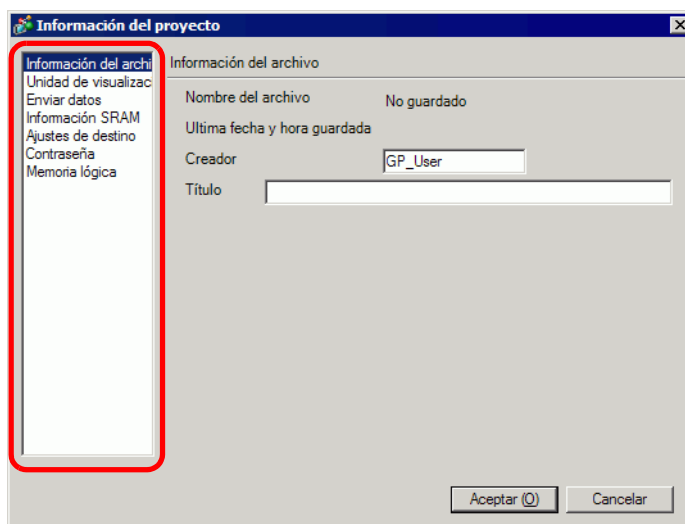 Información del proyecto
Información del archi
Unidad de visualizac
Enviar datos
Información SRAM
Ajustes de destino
Contraseña
Memoria lógica
Información del archivo
Nombre del archivo No guardado
Ultima fecha y hora guardada
Creador GP_User
Título
Aceptar (O) Cancelar